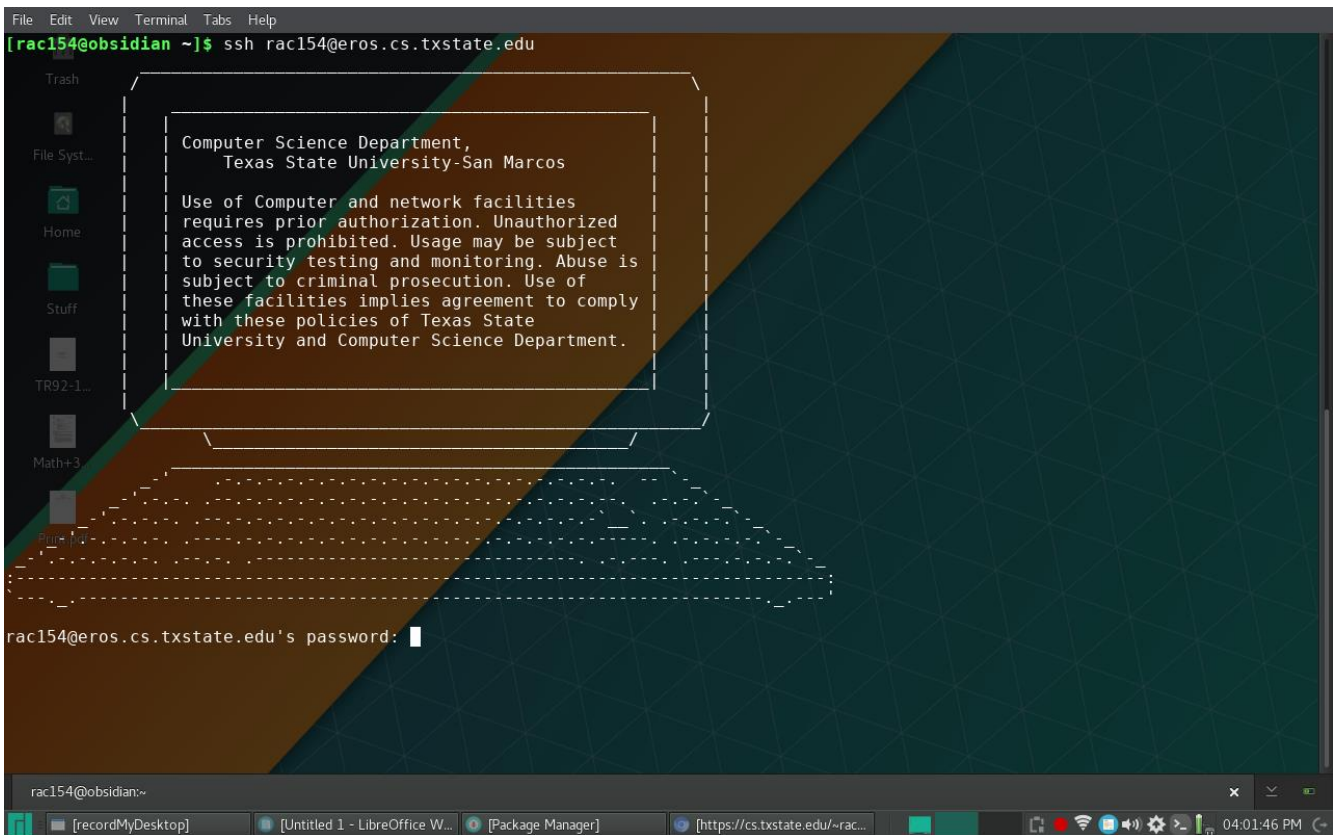 File Edit View Terminal Tabs Help
[rac154@obsidian ~]$ ssh rac154@eros.cs.txstate.edu
Trash
File Syst...
Home
Stuff
TR92-1...
Math+3...
Print.pdf
Computer Science Department,
Texas State University-San Marcos
Use of Computer and network facilities
requires prior authorization. Unauthorized
access is prohibited. Usage may be subject
to security testing and monitoring. Abuse is
subject to criminal prosecution. Use of
these facilities implies agreement to comply
with these policies of Texas State
University and Computer Science Department.
rac154@eros.cs.txstate.edu's password:
rac154@obsidian:~
[recordMyDesktop] [Untitled 1 - LibreOffice W... [Package Manager] [https://cs.txstate.edu/~rac... 04:01:46 PM